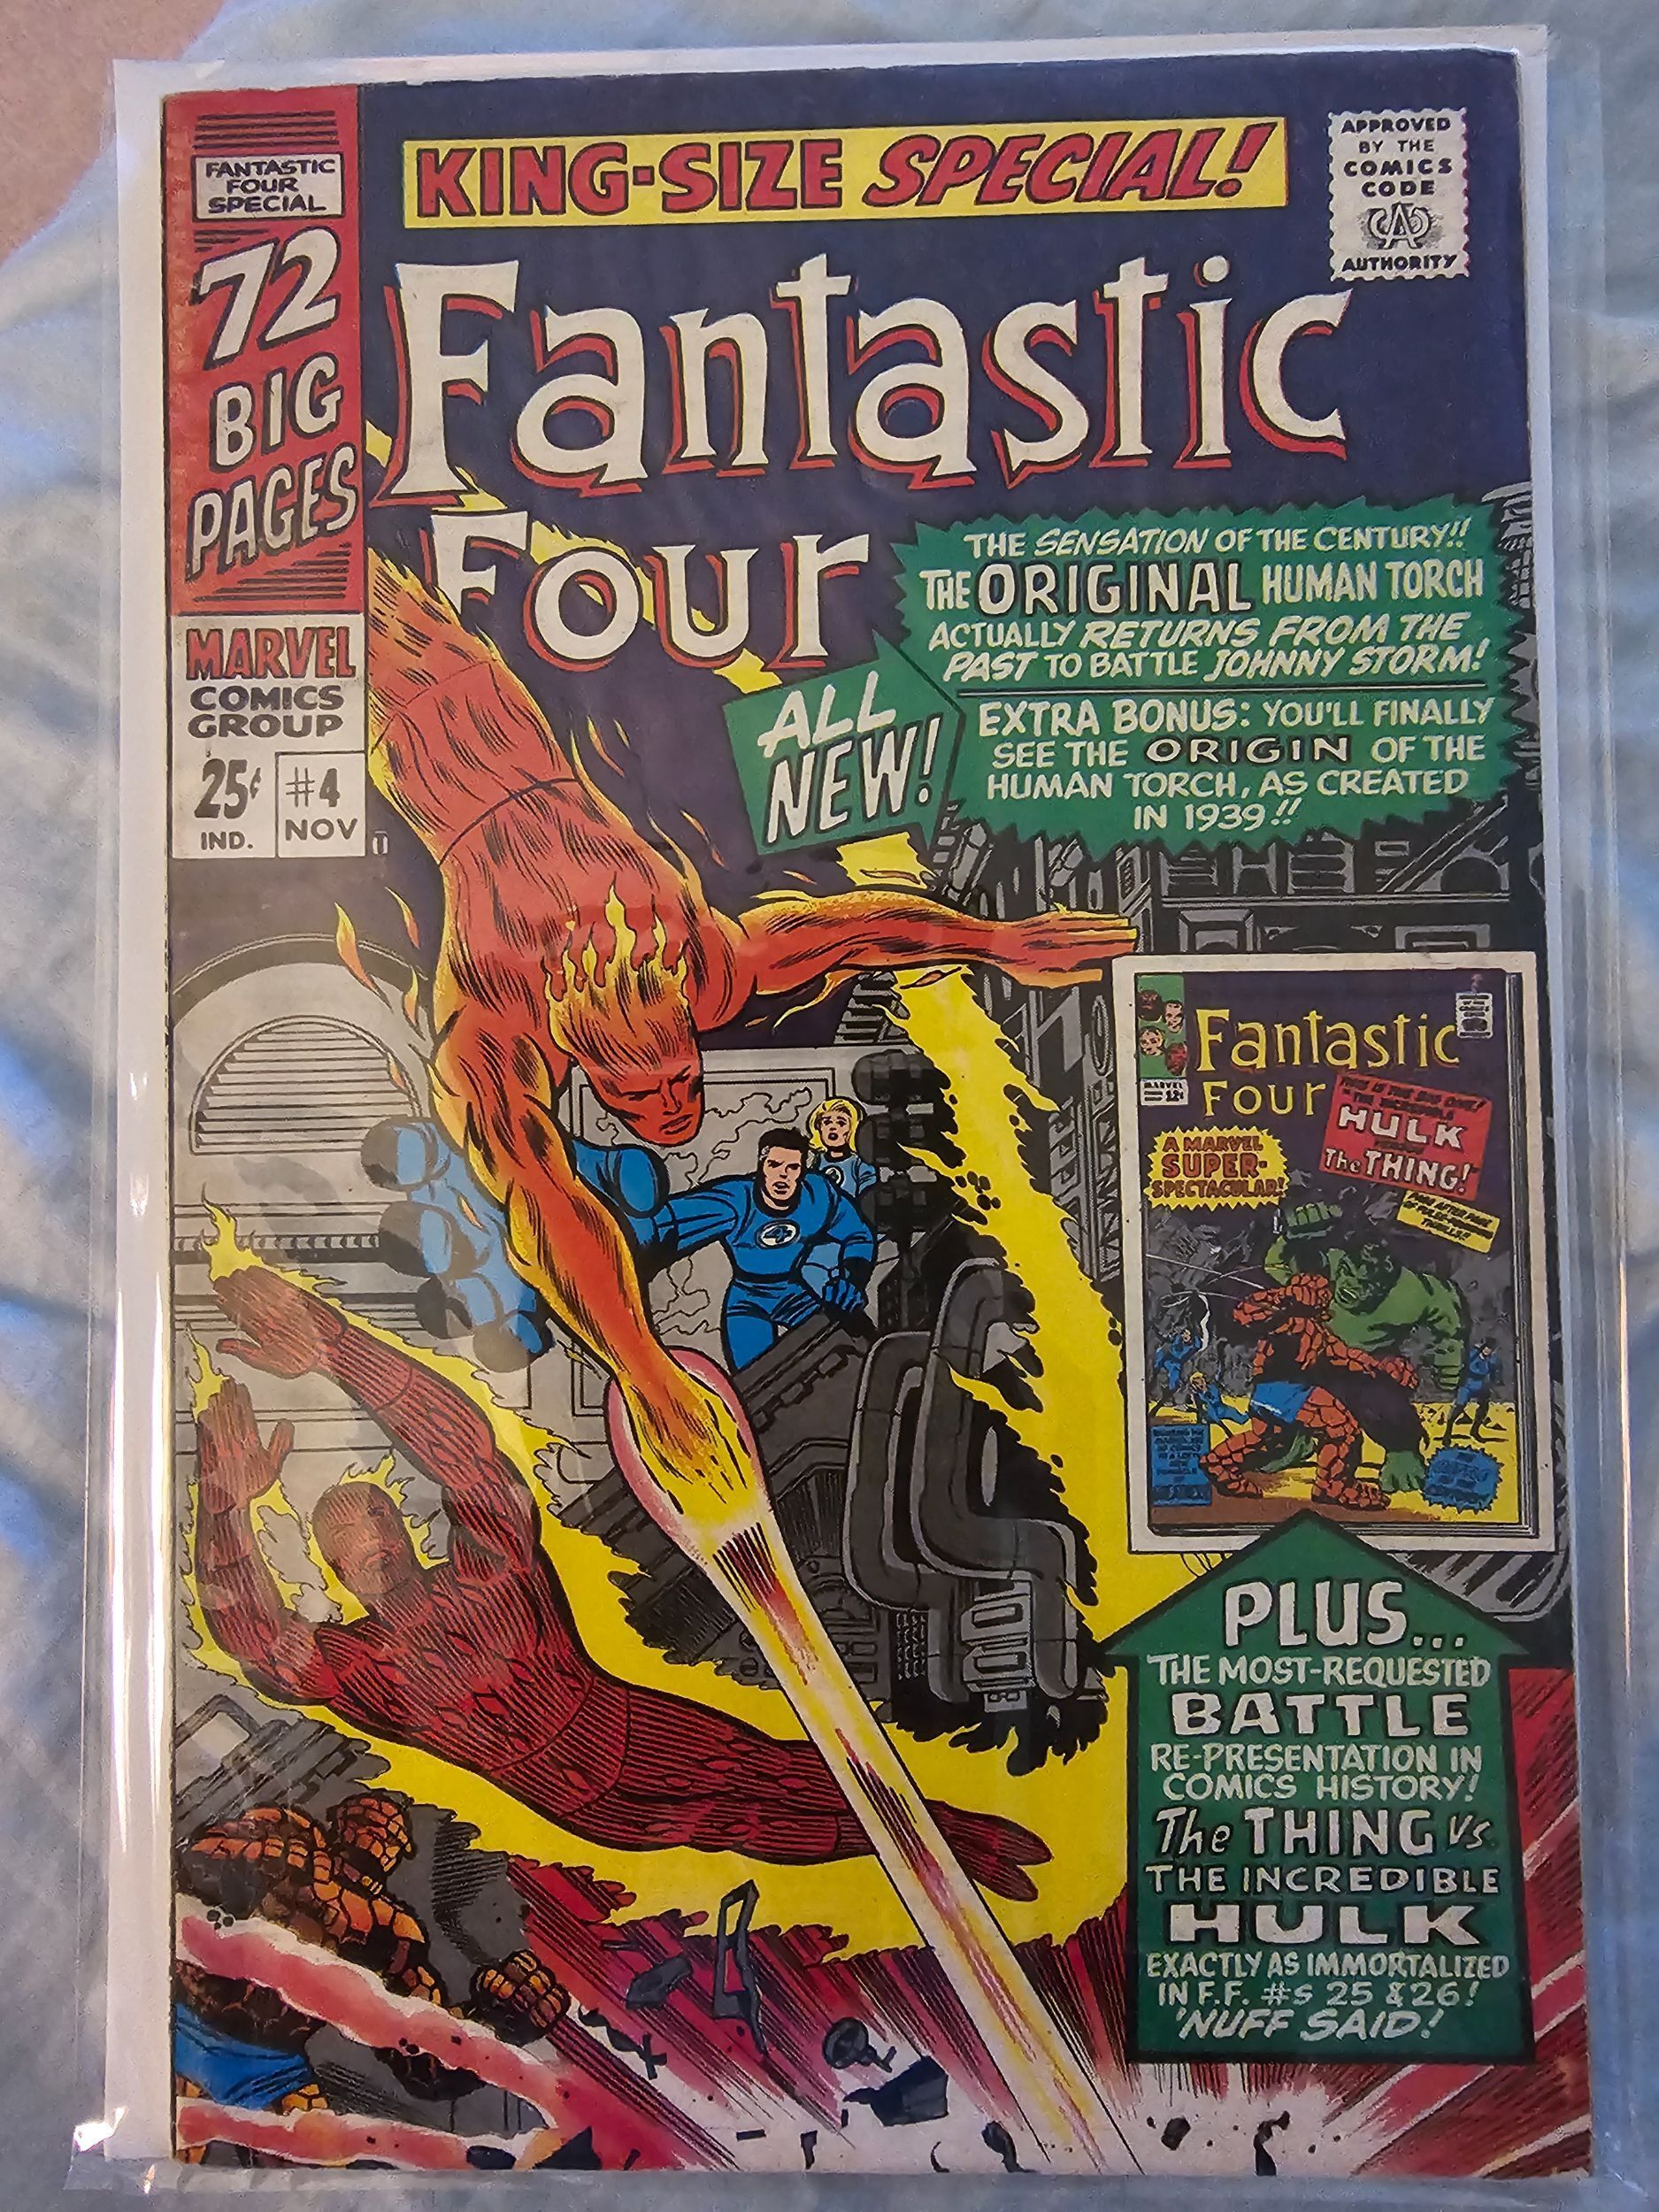 KING-SIZE SPECIAL!
APPROVED
BY THE
COMICS
CODE
CA
AUTHORITY
FANTASTIC
FOUR
SPECIAL
72
BIG
PAGES
MARVEL
COMICS
GROUP
25¢
IND.
#4
NOV
Fantastic
Four
THE SENSATION OF THE CENTURY!!
THE ORIGINAL HUMAN TORCH
ACTUALLY RETURNS FROM THE
PAST TO BATTLE JOHNNY STORM!
ALL
NEW!
EXTRA BONUS: YOU'LL FINALLY
SEE THE ORIGIN OF THE
HUMAN TORCH, AS CREATED
IN 1939!!
4
Fantastic
Four
MARVEL
12¢
HULK
The THING!
A MARVEL
SUPER-
SPECTACULAR!
PLUS...
THE MOST-REQUESTED
BATTLE
RE-PRESENTATION IN
COMICS HISTORY!
The THING vs.
THE INCREDIBLE
HULK
EXACTLY AS IMMORTALIZED
IN F.F. #s 25 & 26!
'NUFF SAID!